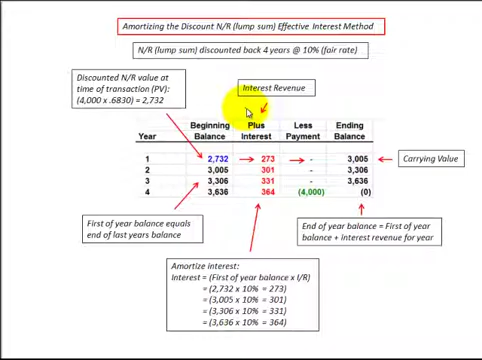 Amortizing the Discount N/R (lump sum) Effective Interest Method
N/R (lump sum) discounted back 4 years @ 10% (fair rate)
Discounted N/R value at
time of transaction (PV):
(4,000 x .6830) = 2,732
Interest Revenue
Beginning Plus Less Ending
Year Balance Interest Payment Balance
1 2,732 273 - 3,005
2 3,005 301 - 3,306
3 3,306 331 - 3,636
4 3,636 364 (4,000) (0)
Carrying Value
First of year balance equals
end of last years balance
End of year balance = First of year
balance + Interest revenue for year
Amortize interest:
Interest = (First of year balance x I/R)
= (2,732 x 10% = 273)
= (3,005 x 10% = 301)
= (3,306 x 10% = 331)
= (3,636 x 10% = 364)